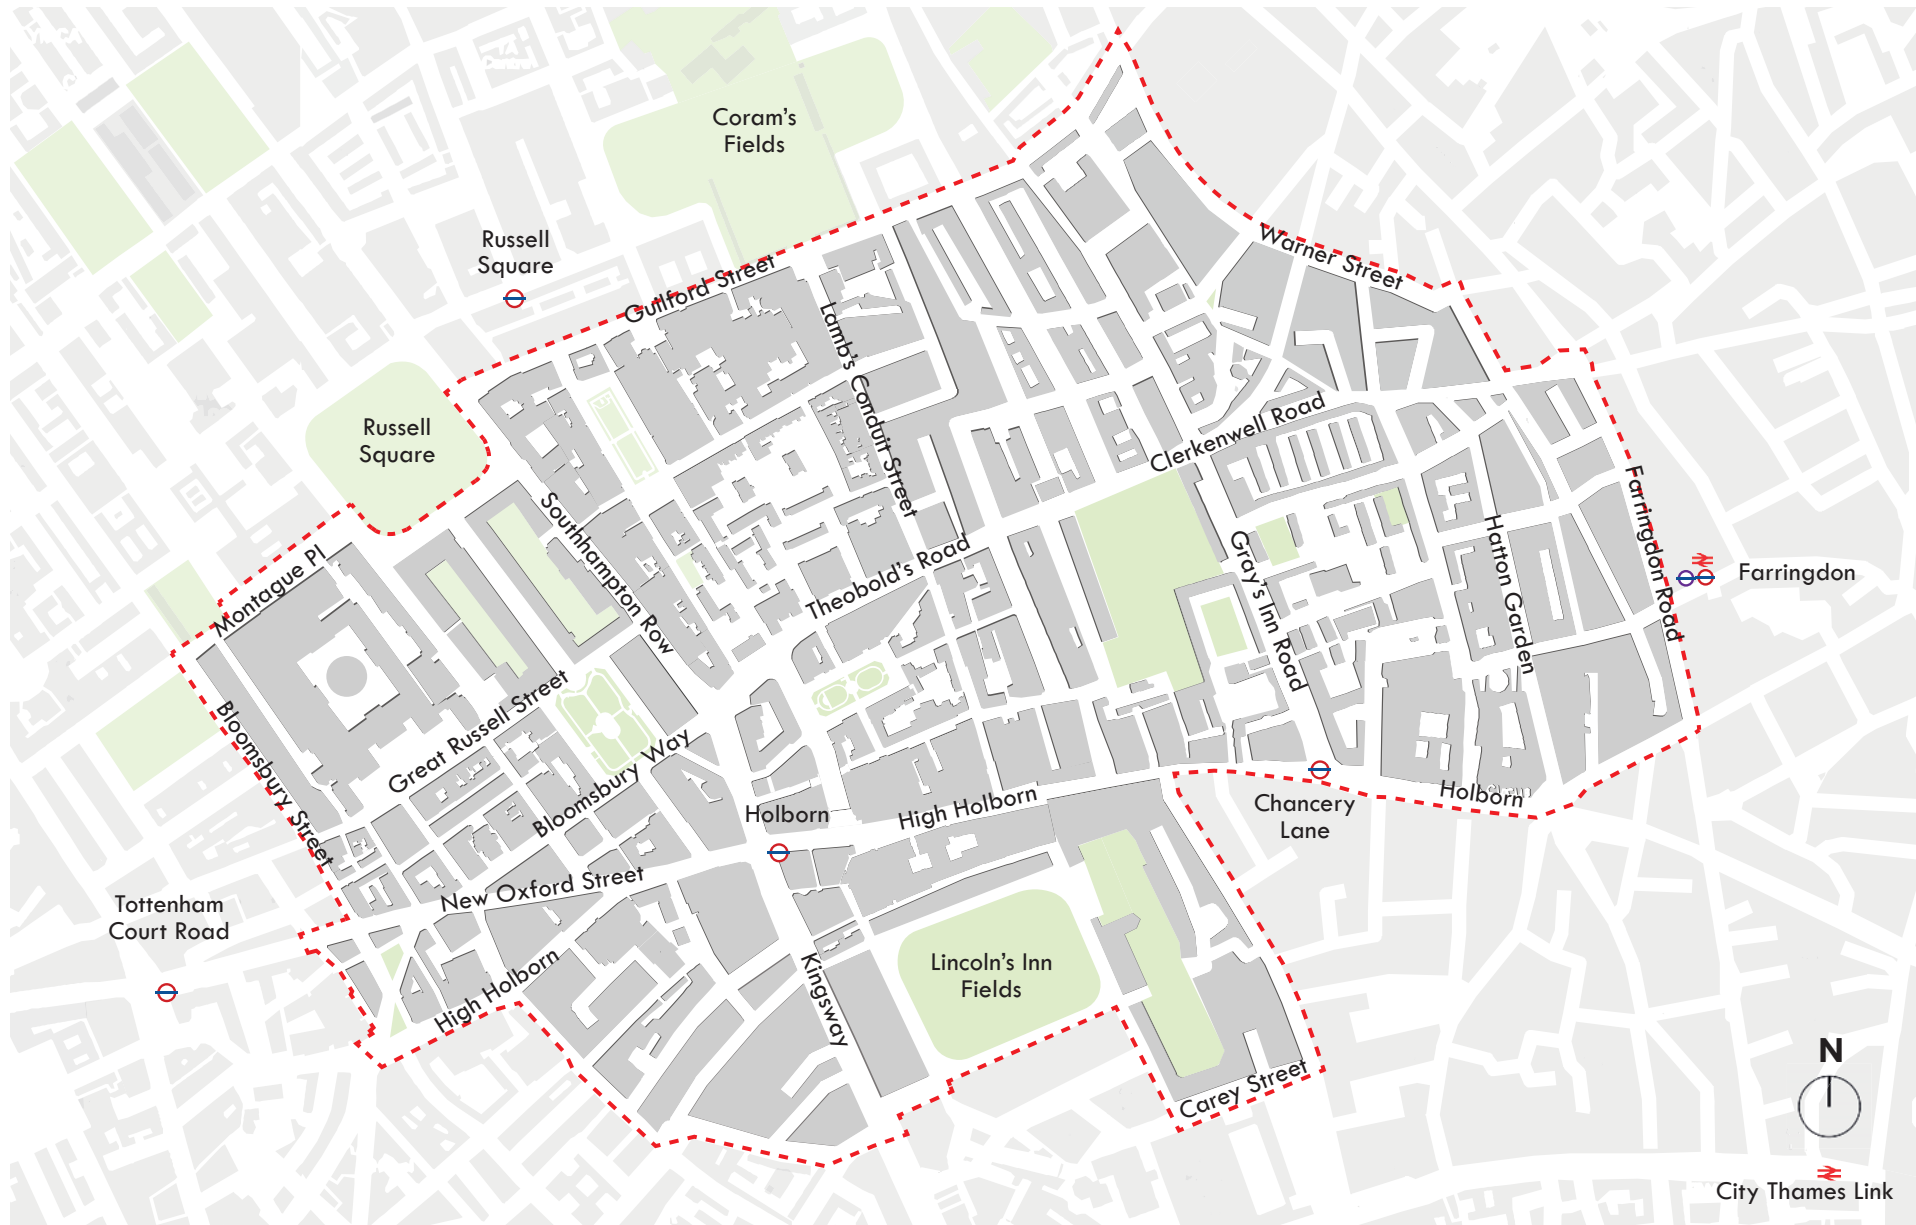 Coram's
Fields
Russell
Square
Warner Street
Guilford Street
Lamb's Conduit Street
Russell
Square
Clerkenwell Road
Southhampton Row
Farringdon Road
Hatton Garden
Gray's Inn Road
Theobold's Road
Montague Pl
Farringdon
Great Russell Street
Bloomsbury Street
Bloomsbury Way
Holborn
High Holborn
Chancery
Lane
Holborn
New Oxford Street
Tottenham
Court Road
Kingsway
Lincoln's Inn
Fields
High Holborn
Carey Street
N
City Thames Link